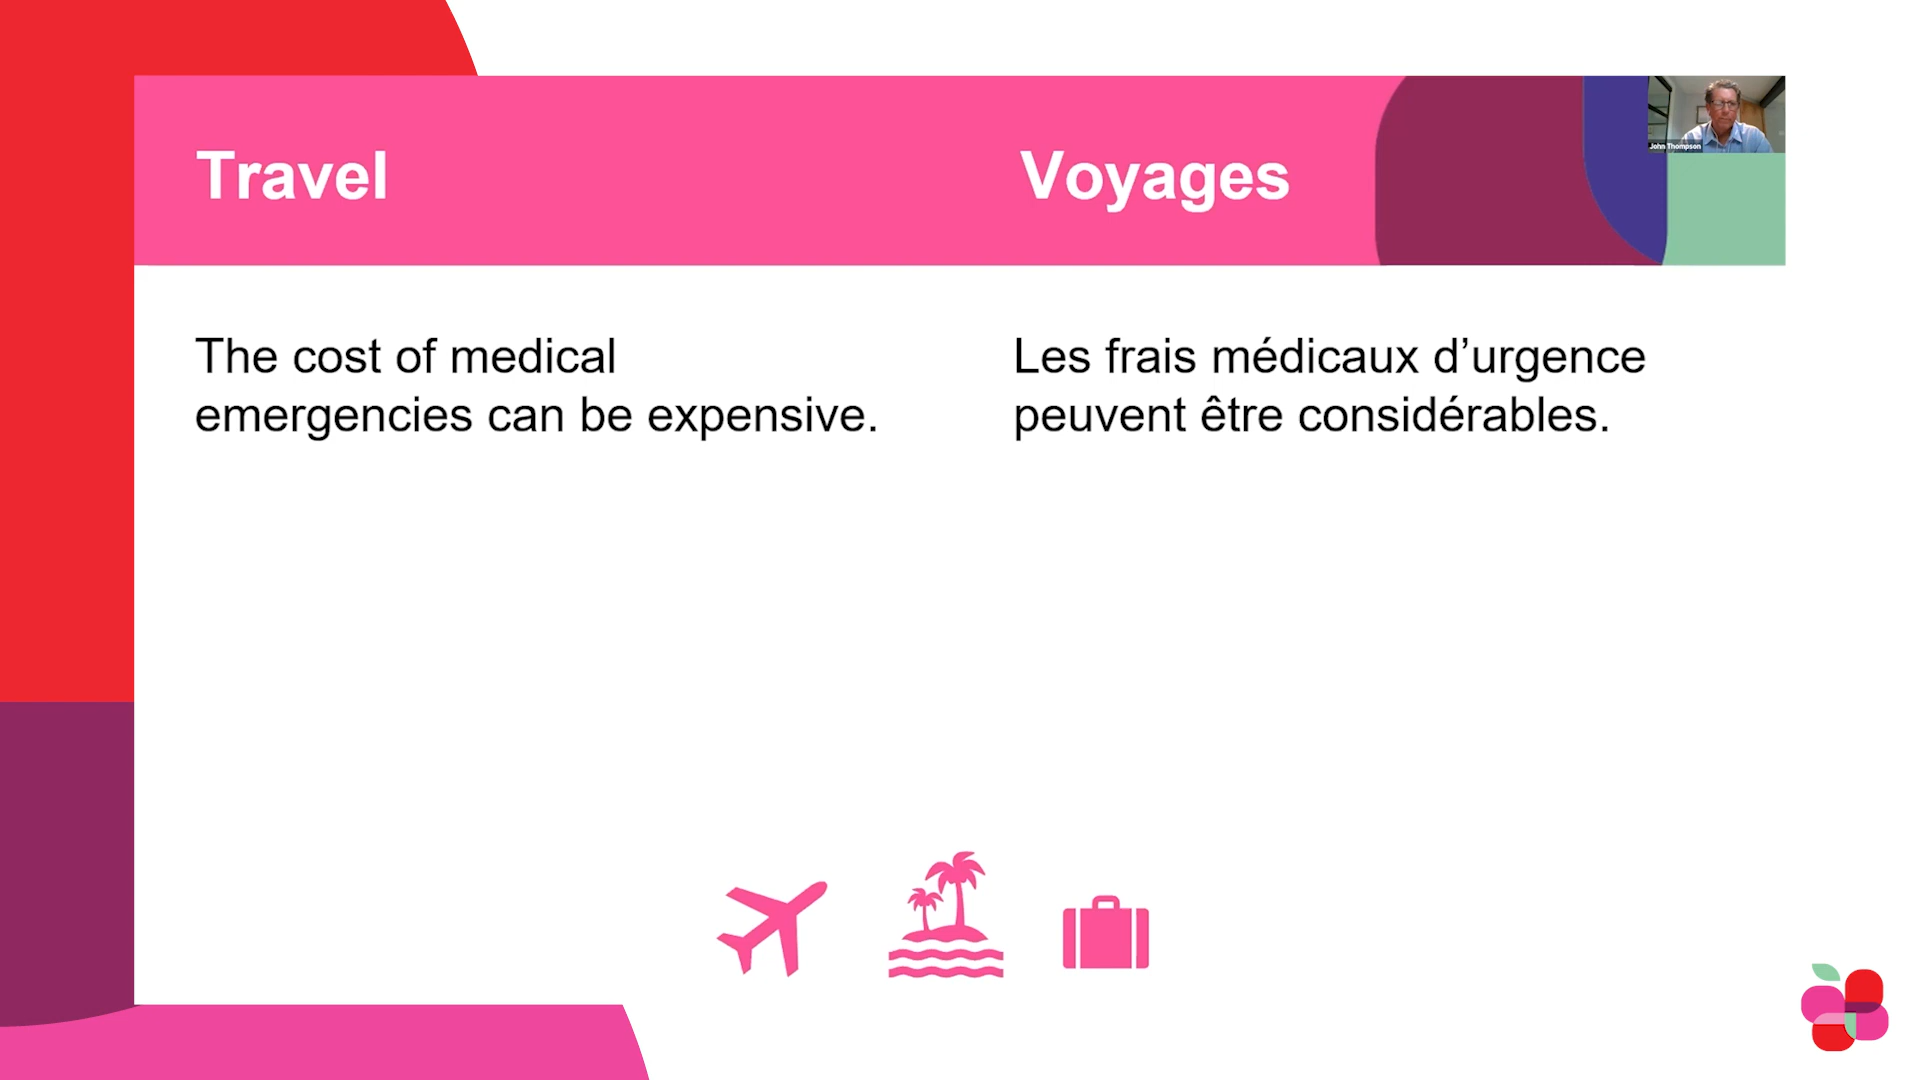 Travel
Voyages
John Thompson
The cost of medical
emergencies can be expensive.
Les frais médicaux d’urgence
peuvent être considérables.